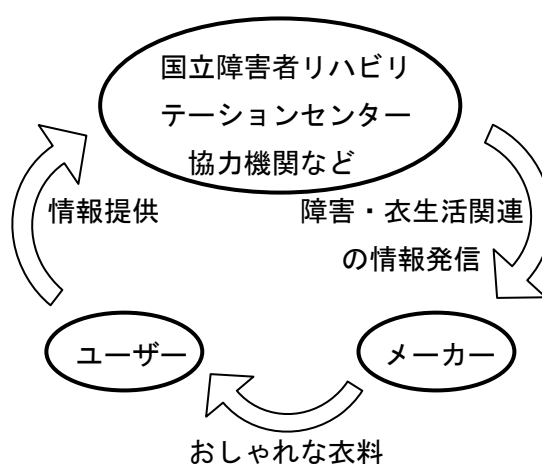 国立障害者リハビリ
テーションセンター
協力機関など
情報提供
障害・衣生活関連
の情報発信
ユーザー
メーカー
おしゃれな衣料